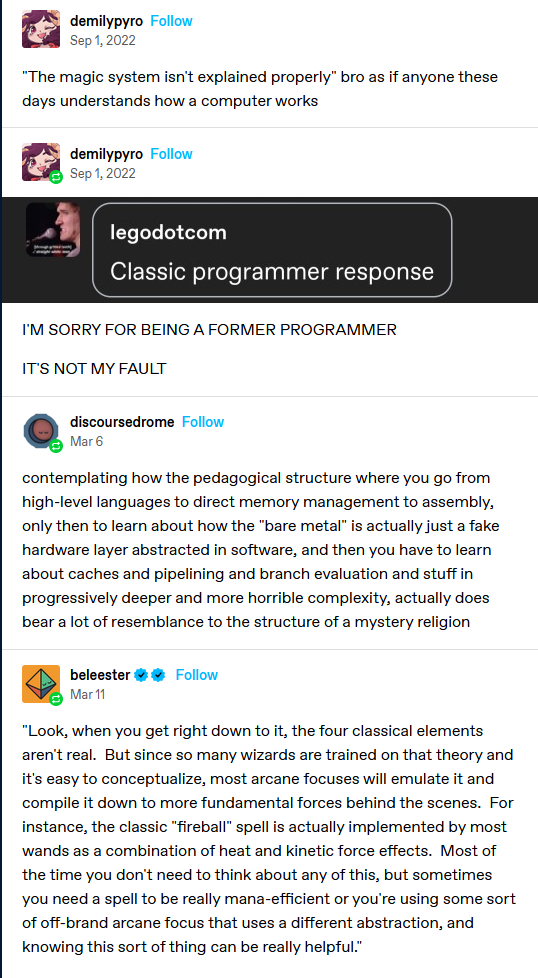 demilypyro Follow
Sep 1, 2022
"The magic system isn't explained properly" bro as if anyone these
days understands how a computer works
demilypyro Follow
Sep 1, 2022
legodotcom
Classic programmer response
I'M SORRY FOR BEING A FORMER PROGRAMMER
IT'S NOT MY FAULT
discoursedrome Follow
Mar 6
contemplating how the pedagogical structure where you go from
high-level languages to direct memory management to assembly,
only then to learn about how the "bare metal" is actually just a fake
hardware layer abstracted in software, and then you have to learn
about caches and pipelining and branch evaluation and stuff in
progressively deeper and more horrible complexity, actually does
bear a lot of resemblance to the structure of a mystery religion
beleester Follow
Mar 11
"Look, when you get right down to it, the four classical elements
aren't real.  But since so many wizards are trained on that theory and
it's easy to conceptualize, most arcane focuses will emulate it and
compile it down to more fundamental forces behind the scenes.  For
instance, the classic "fireball" spell is actually implemented by most
wands as a combination of heat and kinetic force effects.  Most of
the time you don't need to think about any of this, but sometimes
you need a spell to be really mana-efficient or you're using some sort
of off-brand arcane focus that uses a different abstraction, and
knowing this sort of thing can be really helpful."